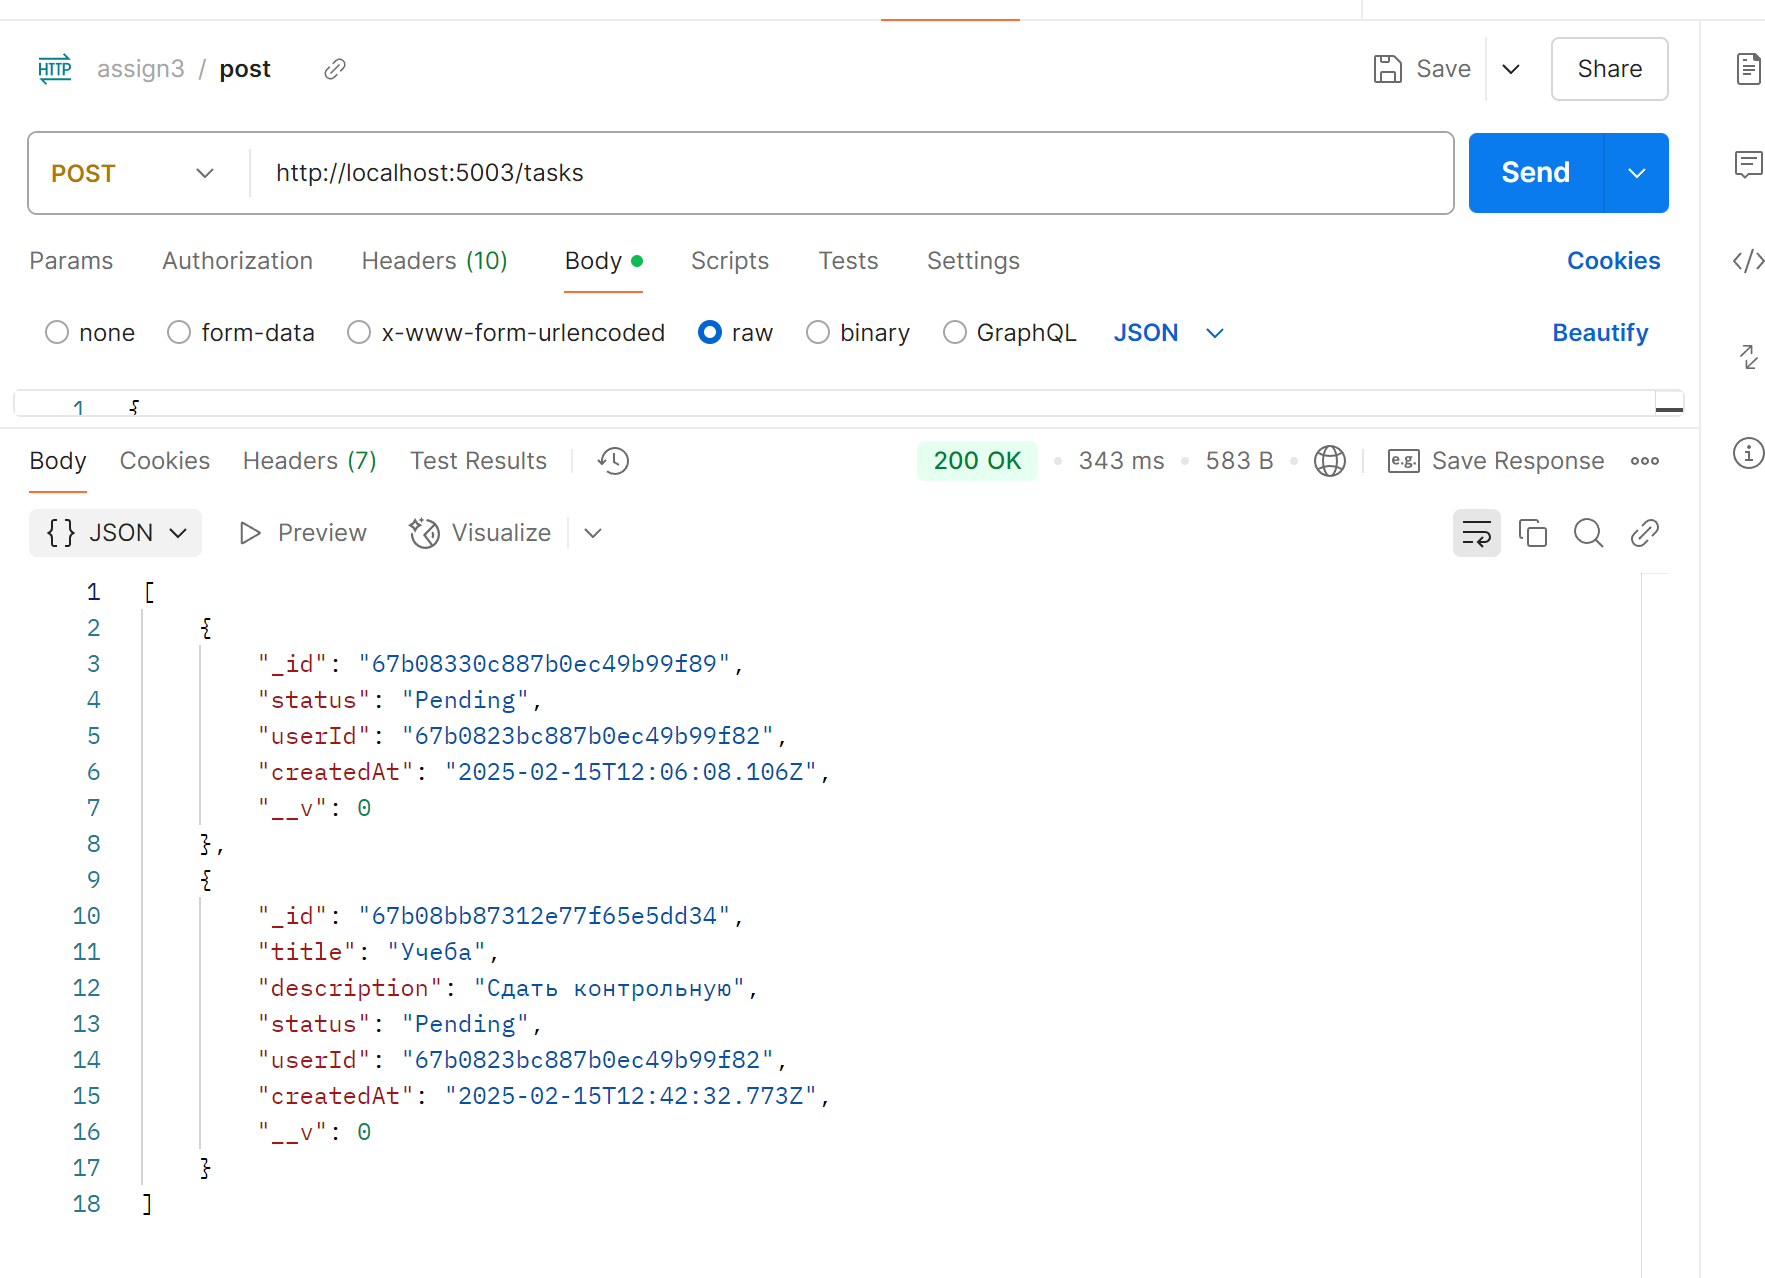 HTTP assign3 / post Save Share
POST http://localhost:5003/tasks Send
Params Authorization Headers (10) Body Scripts Tests Settings Cookies
none form-data x-www-form-urlencoded raw binary GraphQL JSON Beautify
1 {
Body Cookies Headers (7) Test Results 200 OK 343 ms 583 B e.g. Save Response
{} JSON Preview Visualize
1 [
2 {
3 "_id": "67b08330c887b0ec49b99f89",
4 "status": "Pending",
5 "userId": "67b0823bc887b0ec49b99f82",
6 "createdAt": "2025-02-15T12:06:08.106Z",
7 "__v": 0
8 },
9 {
10 "_id": "67b08bb87312e77f65e5dd34",
11 "title": "Учеба",
12 "description": "Сдать контрольную",
13 "status": "Pending",
14 "userId": "67b0823bc887b0ec49b99f82",
15 "createdAt": "2025-02-15T12:42:32.773Z",
16 "__v": 0
17 }
18 ]